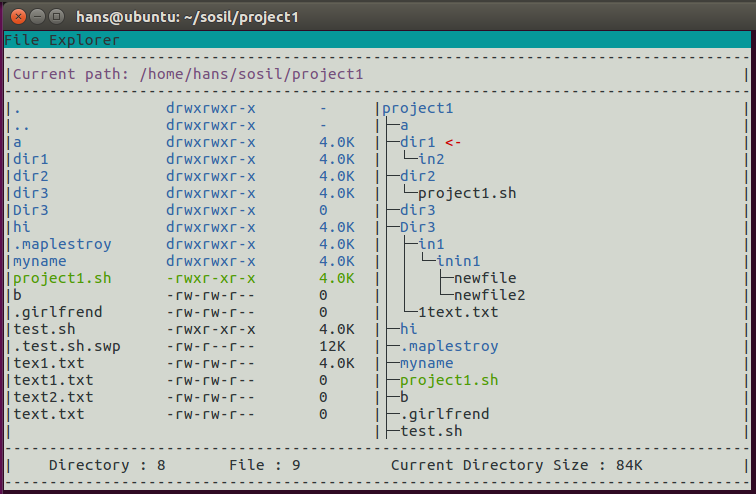 hans@ubuntu: ~/sosil/project1
File Explorer
-----------------------------------------------------------------------------------
|Current path: /home/hans/sosil/project1 |
-----------------------------------------------------------------------------------
|. drwxrwxr-x - |project1 |
|.. drwxrwxr-x - | ├─a |
|a drwxrwxr-x 4.0K | ├─dir1 <- |
|dir1 drwxrwxr-x 4.0K | │ └─in2 |
|dir2 drwxrwxr-x 4.0K | ├─dir2 |
|dir3 drwxrwxr-x 4.0K | │ └─project1.sh |
|Dir3 drwxrwxr-x 0 | ├─dir3 |
|hi drwxrwxr-x 4.0K | ├─Dir3 |
|.maplestroy drwxrwxr-x 4.0K | │ ├─in1 |
|myname drwxrwxr-x 4.0K | │ │ └─inin1 |
|project1.sh -rwxr-xr-x 4.0K | │ │ ├─newfile |
|b -rw-rw-r-- 0 | │ │ └─newfile2 |
|.girlfrend -rw-rw-r-- 0 | │ └─1text.txt |
|test.sh -rwxr-xr-x 4.0K | ├─hi |
|.test.sh.swp -rw-r--r-- 12K | ├─.maplestroy |
|tex1.txt -rw-rw-r-- 4.0K | ├─myname |
|text1.txt -rw-rw-r-- 0 | ├─project1.sh |
|text2.txt -rw-rw-r-- 0 | ├─b |
|text.txt -rw-rw-r-- 0 | ├─.girlfrend |
| | ├─test.sh |
-----------------------------------------------------------------------------------
| Directory : 8 File : 9 Current Directory Size : 84K |
-----------------------------------------------------------------------------------